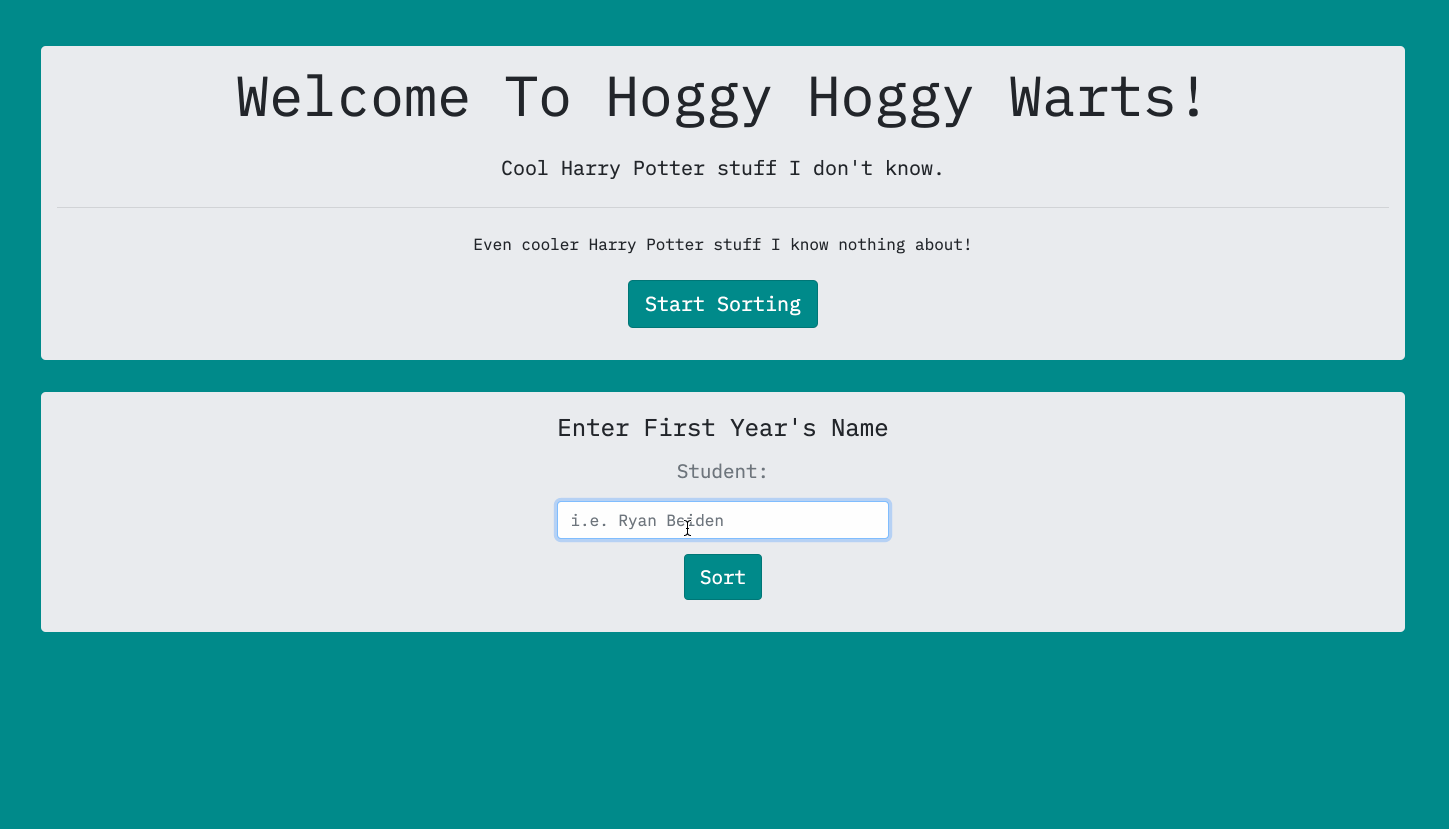 Welcome To Hoggy Hoggy Warts!
Cool Harry Potter stuff I don't know.
Even cooler Harry Potter stuff I know nothing about!
Start Sorting
Enter First Year's Name
Student:
i.e. Ryan Beiden
Sort